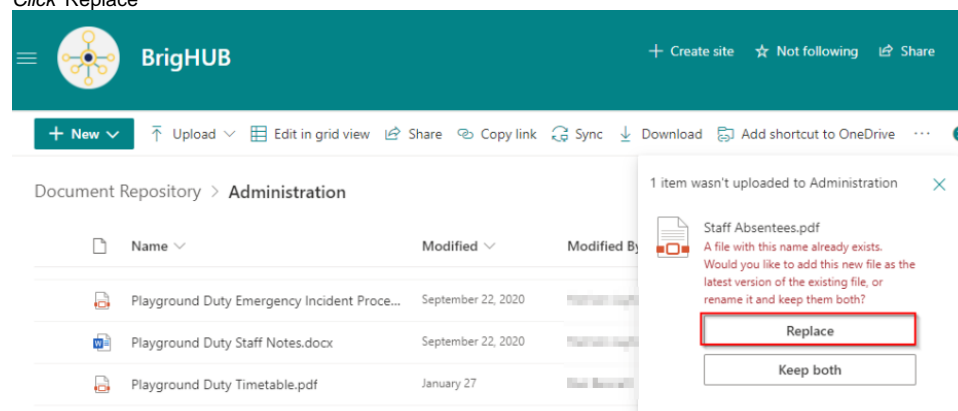 Click 'Replace'
BrigHUB
+ Create site Not following Share
+ New Upload Edit in grid view Share Copy link Sync Download Add shortcut to OneDrive ...
Document Repository > Administration
1 item wasn't uploaded to Administration
Staff Absentees.pdf
A file with this name already exists.
Would you like to add this new file as the
latest version of the existing file, or
rename it and keep them both?
Replace
Keep both
Name Modified Modified By
Playground Duty Emergency Incident Proce... September 22, 2020
Playground Duty Staff Notes.docx September 22, 2020
Playground Duty Timetable.pdf January 27